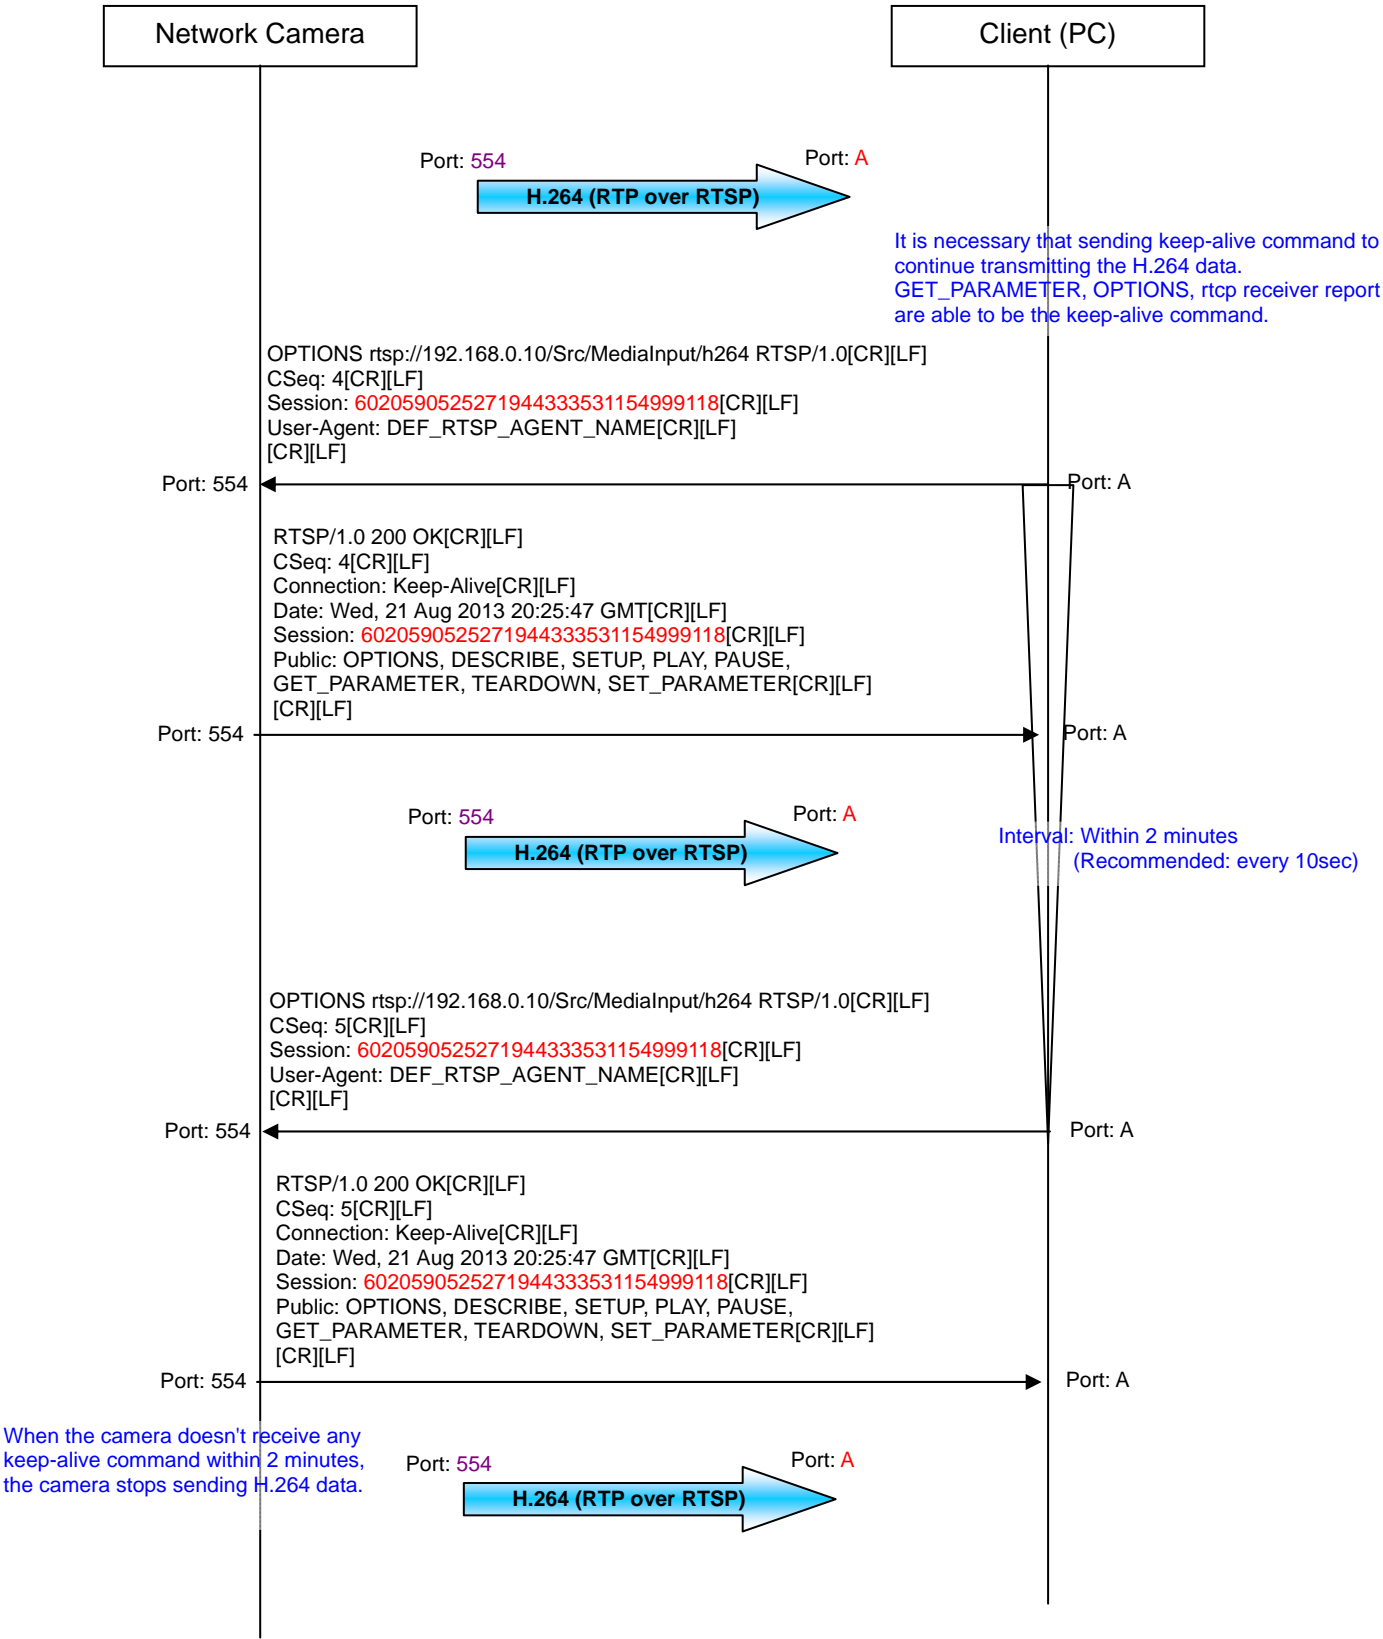 Network Camera
Client (PC)
Port: 554
Port: A
H.264 (RTP over RTSP)
It is necessary that sending keep-alive command to
continue transmitting the H.264 data.
GET_PARAMETER, OPTIONS, rtcp receiver report
are able to be the keep-alive command.
OPTIONS rtsp://192.168.0.10/Src/MediaInput/h264 RTSP/1.0[CR][LF]
CSeq: 4[CR][LF]
Session: 6020590525271944333531154999118[CR][LF]
User-Agent: DEF_RTSP_AGENT_NAME[CR][LF]
[CR][LF]
Port: 554
Port: A
RTSP/1.0 200 OK[CR][LF]
CSeq: 4[CR][LF]
Connection: Keep-Alive[CR][LF]
Date: Wed, 21 Aug 2013 20:25:47 GMT[CR][LF]
Session: 6020590525271944333531154999118[CR][LF]
Public: OPTIONS, DESCRIBE, SETUP, PLAY, PAUSE,
GET_PARAMETER, TEARDOWN, SET_PARAMETER[CR][LF]
[CR][LF]
Port: 554
Port: A
Port: 554
Port: A
H.264 (RTP over RTSP)
Interval: Within 2 minutes
(Recommended: every 10sec)
OPTIONS rtsp://192.168.0.10/Src/MediaInput/h264 RTSP/1.0[CR][LF]
CSeq: 5[CR][LF]
Session: 6020590525271944333531154999118[CR][LF]
User-Agent: DEF_RTSP_AGENT_NAME[CR][LF]
[CR][LF]
Port: 554
Port: A
RTSP/1.0 200 OK[CR][LF]
CSeq: 5[CR][LF]
Connection: Keep-Alive[CR][LF]
Date: Wed, 21 Aug 2013 20:25:47 GMT[CR][LF]
Session: 6020590525271944333531154999118[CR][LF]
Public: OPTIONS, DESCRIBE, SETUP, PLAY, PAUSE,
GET_PARAMETER, TEARDOWN, SET_PARAMETER[CR][LF]
[CR][LF]
Port: 554
Port: A
When the camera doesn't receive any
keep-alive command within 2 minutes,
the camera stops sending H.264 data.
Port: 554
Port: A
H.264 (RTP over RTSP)